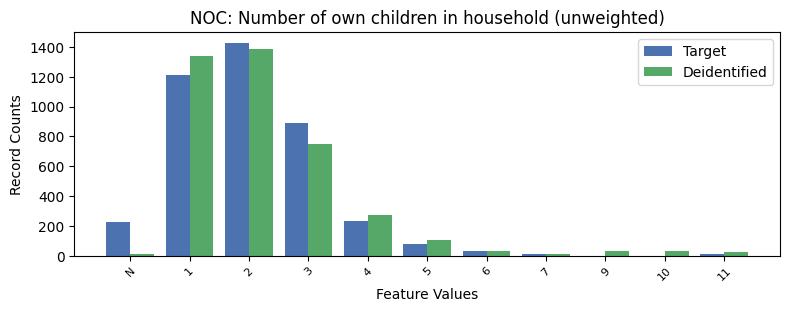 NOC: Number of own children in household (unweighted)
Target
Deidentified
Record Counts
1400
1200
1000
800
600
400
200
0
N 1 2 3 4 5 6 7 9 10 11
Feature Values